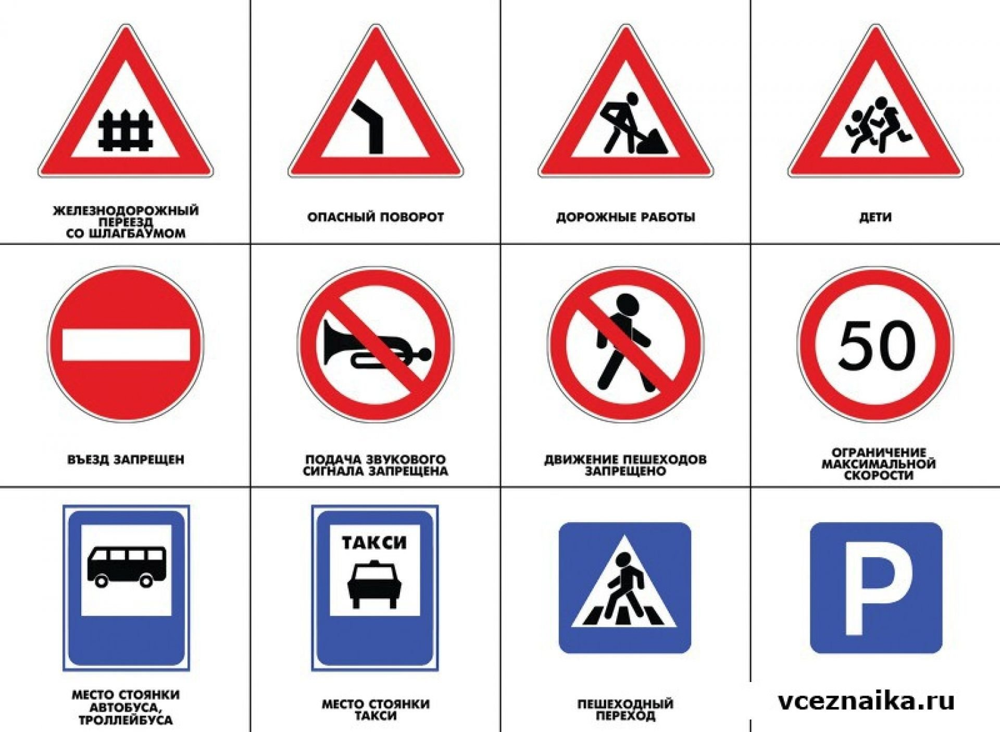 ЖЕЛЕЗНОДОРОЖНЫЙ
ПЕРЕЕЗД
СО ШЛАГБАУМОМ
ОПАСНЫЙ ПОВОРОТ
ДОРОЖНЫЕ РАБОТЫ
ДЕТИ
50
ВЪЕЗД ЗАПРЕЩЕН
ПОДАЧА ЗВУКОВОГО
СИГНАЛА ЗАПРЕЩЕНА
ДВИЖЕНИЕ ПЕШЕХОДОВ
ЗАПРЕЩЕНО
ОГРАНИЧЕНИЕ
МАКСИМАЛЬНОЙ
СКОРОСТИ
ТАКСИ
P
МЕСТО СТОЯНКИ
АВТОБУСА,
ТРОЛЛЕЙБУСА
МЕСТО СТОЯНКИ
ТАКСИ
ПЕШЕХОДНЫЙ
ПЕРЕХОД
vceznaika.ru